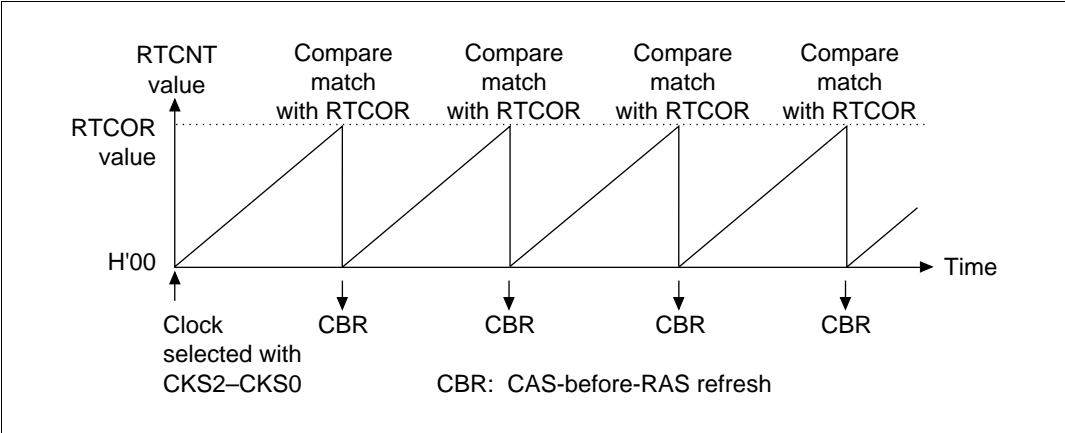 RTCNT
value
Compare
match
with RTCOR
Compare
match
with RTCOR
Compare
match
with RTCOR
Compare
match
with RTCOR
RTCOR
value
H'00
Time
Clock
selected with
CKS2–CKS0
CBR
CBR
CBR
CBR
CBR: CAS-before-RAS refresh